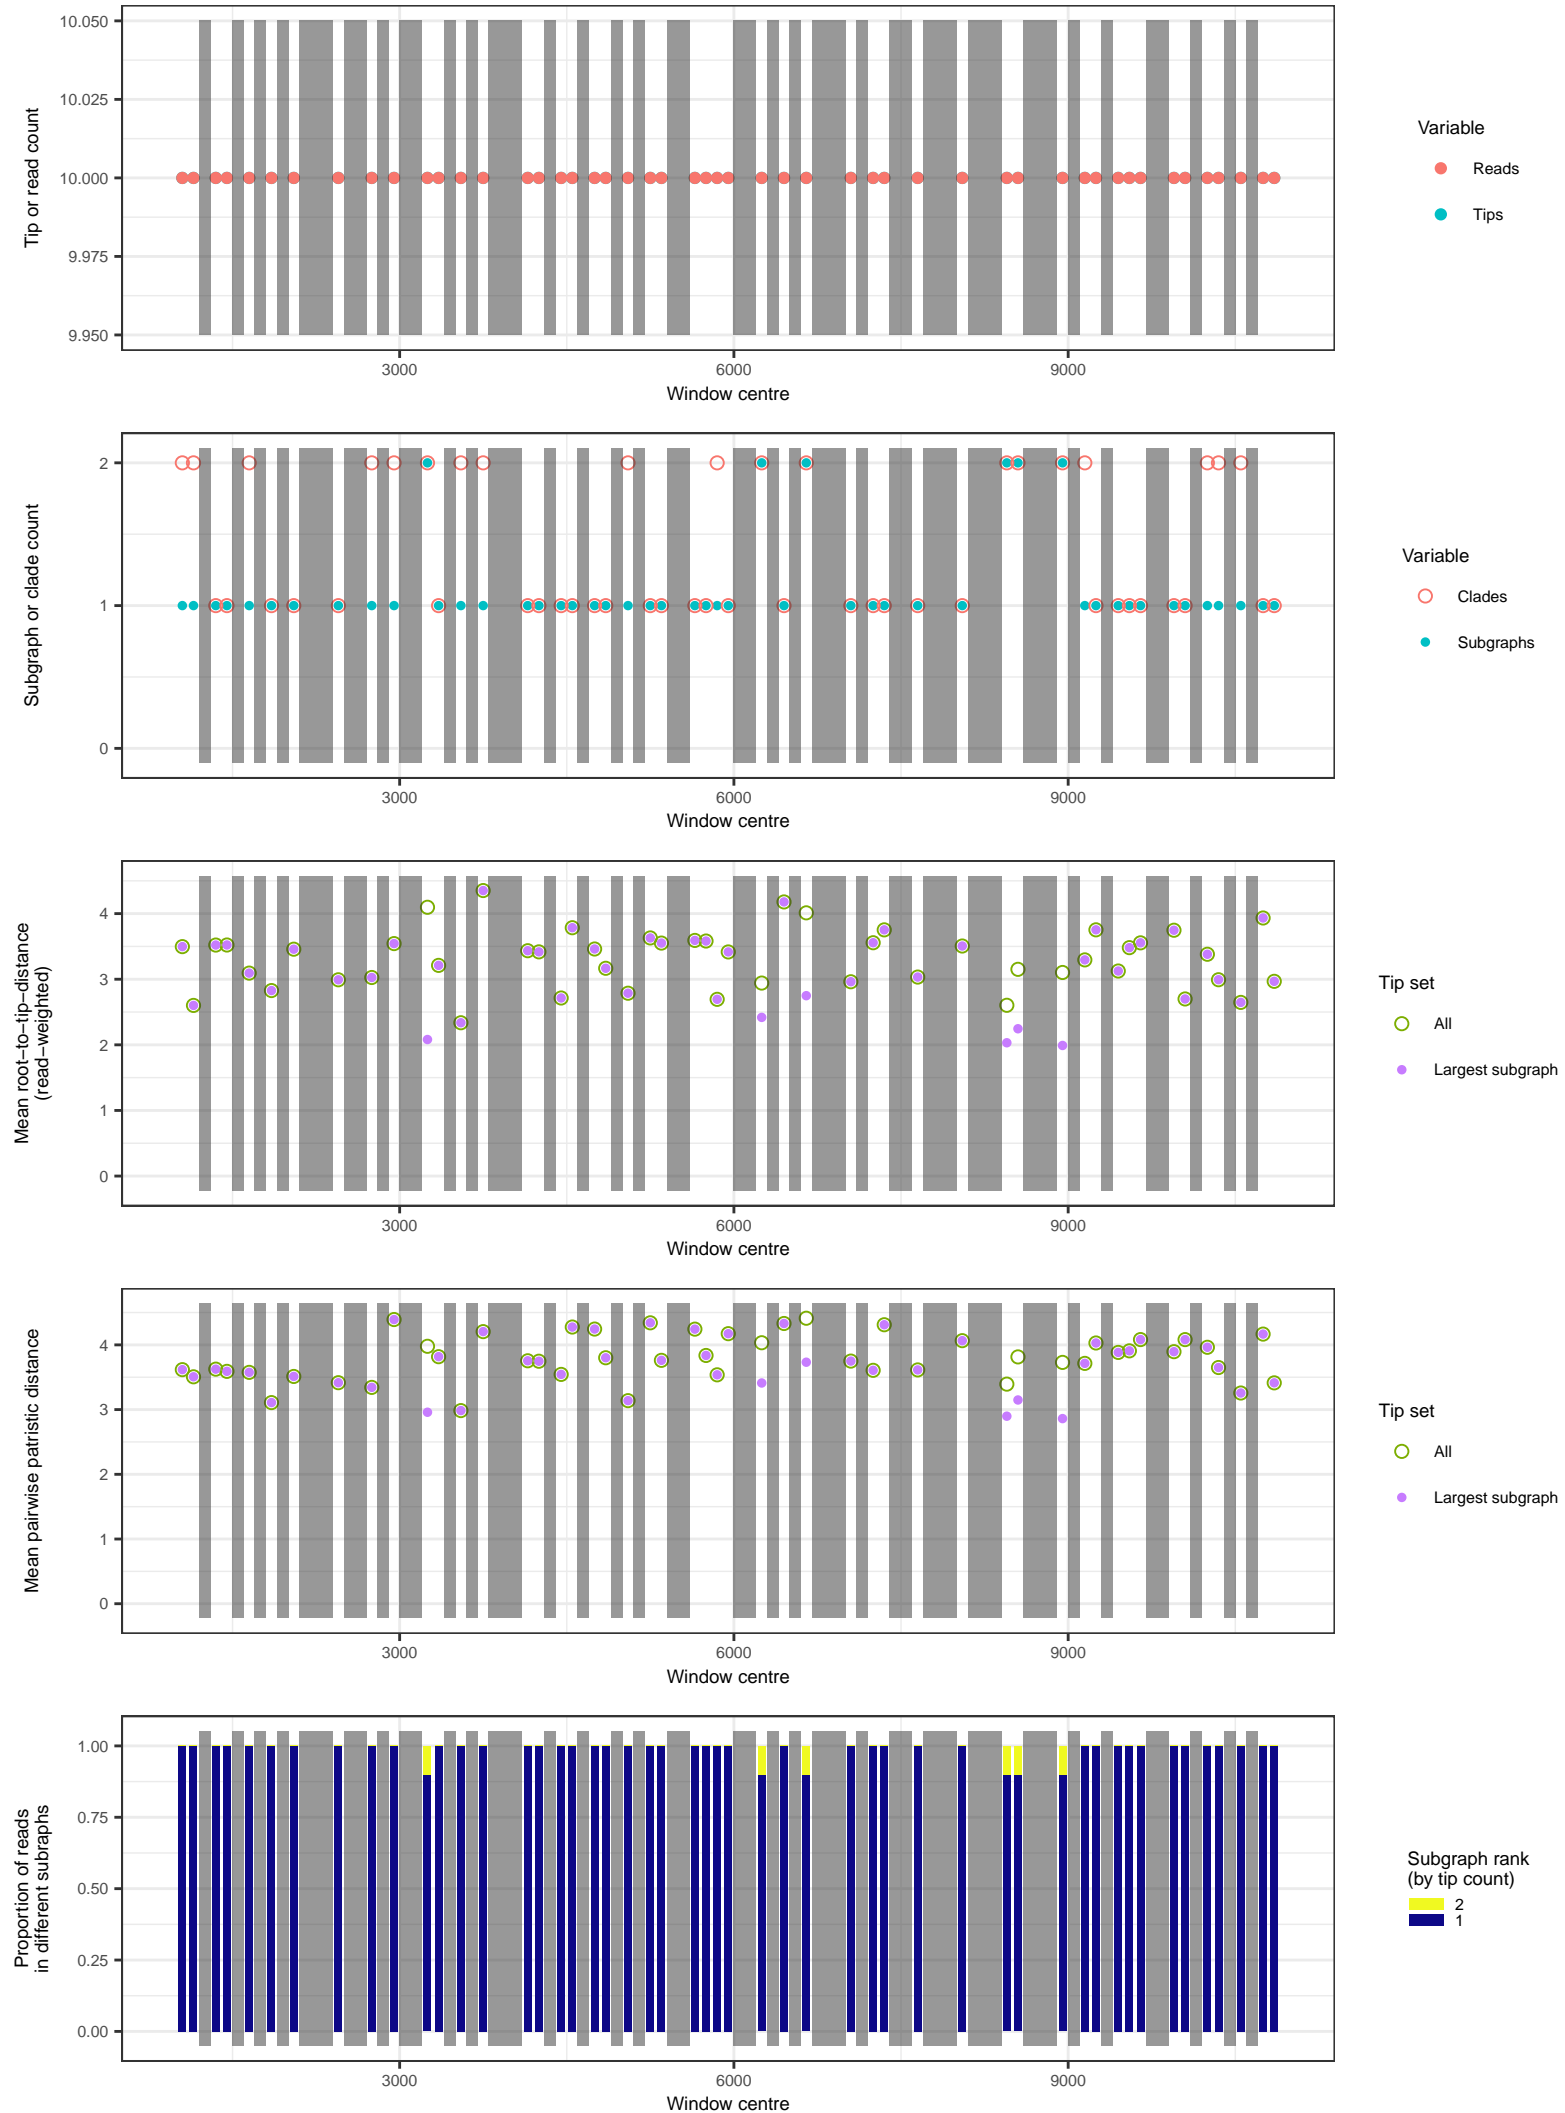 10.050
10.025
10.000
9.975
9.950
Tip or read count
3000
6000
9000
Window centre
Variable
Reads
Tips
2
1
0
Subgraph or clade count
3000
6000
9000
Window centre
Variable
Clades
Subgraphs
4
3
2
1
0
Mean root−to−tip−distance
(read−weighted)
3000
6000
9000
Window centre
Tip set
All
Largest subgraph
4
3
2
1
0
Mean pairwise patristic distance
3000
6000
9000
Window centre
Tip set
All
Largest subgraph
1.00
0.75
0.50
0.25
0.00
Proportion of reads
in different subraphs
3000
6000
9000
Window centre
Subgraph rank
(by tip count)
2
1